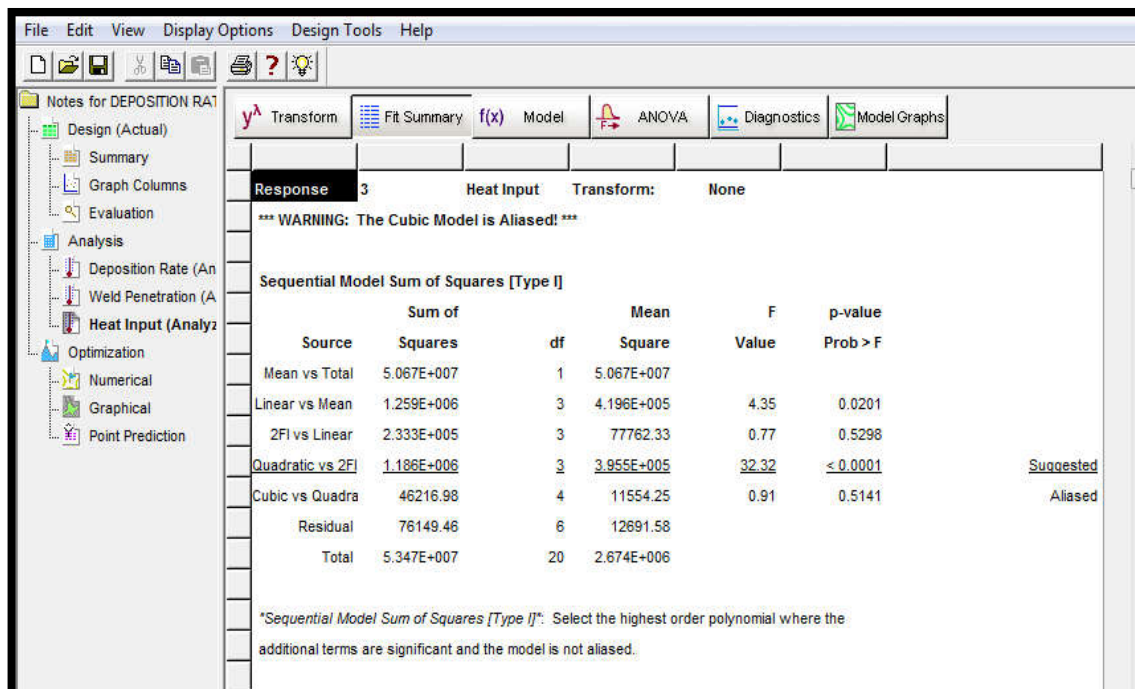 File Edit View Display Options Design Tools Help
Notes for DEPOSITION RAT
Design (Actual)
Summary
Graph Columns
Evaluation
Analysis
Deposition Rate (An
Weld Penetration (A
Heat Input (Analyz
Optimization
Numerical
Graphical
Point Prediction
yλ Transform Fit Summary f(x) Model ANOVA Diagnostics Model Graphs
Response 3 Heat Input Transform: None
*** WARNING: The Cubic Model is Aliased! ***
Sequential Model Sum of Squares [Type I]
Sum of Mean F p-value
Source Squares df Square Value Prob > F
Mean vs Total 5.067E+007 1 5.067E+007
Linear vs Mean 1.259E+006 3 4.196E+005 4.35 0.0201
2FI vs Linear 2.333E+005 3 77762.33 0.77 0.5298
Quadratic vs 2FI 1.186E+006 3 3.955E+005 32.32 < 0.0001 Suggested
Cubic vs Quadra 46216.98 4 11554.25 0.91 0.5141 Aliased
Residual 76149.46 6 12691.58
Total 5.347E+007 20 2.674E+006
"Sequential Model Sum of Squares [Type I]": Select the highest order polynomial where the
additional terms are significant and the model is not aliased.